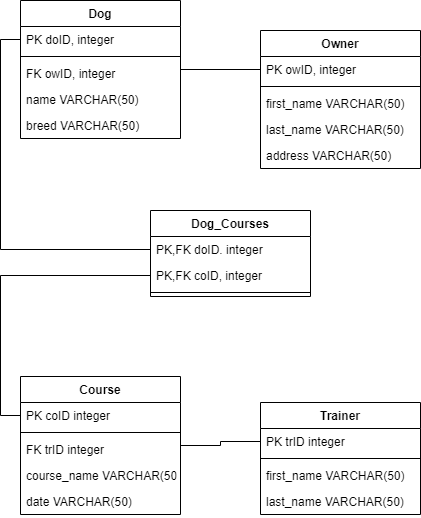 Dog
PK doID, integer
FK owID, integer
name VARCHAR(50)
breed VARCHAR(50)
Owner
PK owID, integer
first_name VARCHAR(50)
last_name VARCHAR(50)
address VARCHAR(50)
Dog_Courses
PK,FK doID. integer
PK,FK coID, integer
Course
PK coID integer
FK trID integer
course_name VARCHAR(50
date VARCHAR(50)
Trainer
PK trID integer
first_name VARCHAR(50)
last_name VARCHAR(50)